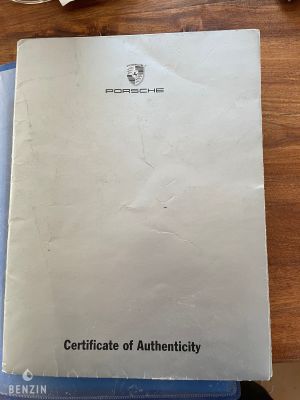 PORSCHE
Certificate of Authenticity
BENZIN